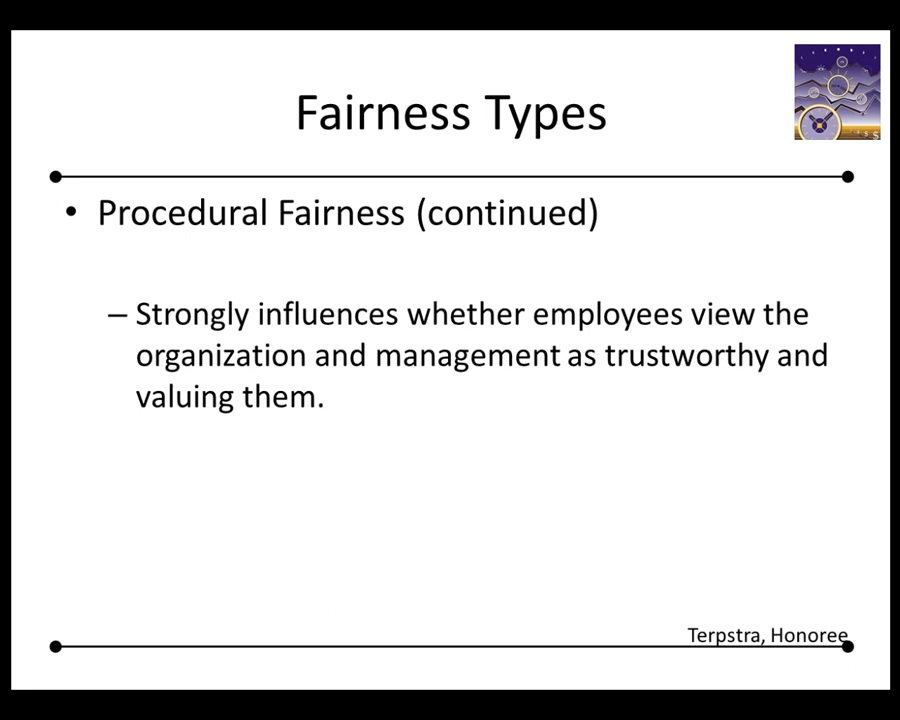 Fairness Types
• Procedural Fairness (continued)
– Strongly influences whether employees view the
organization and management as trustworthy and
valuing them.
Terpstra, Honoree